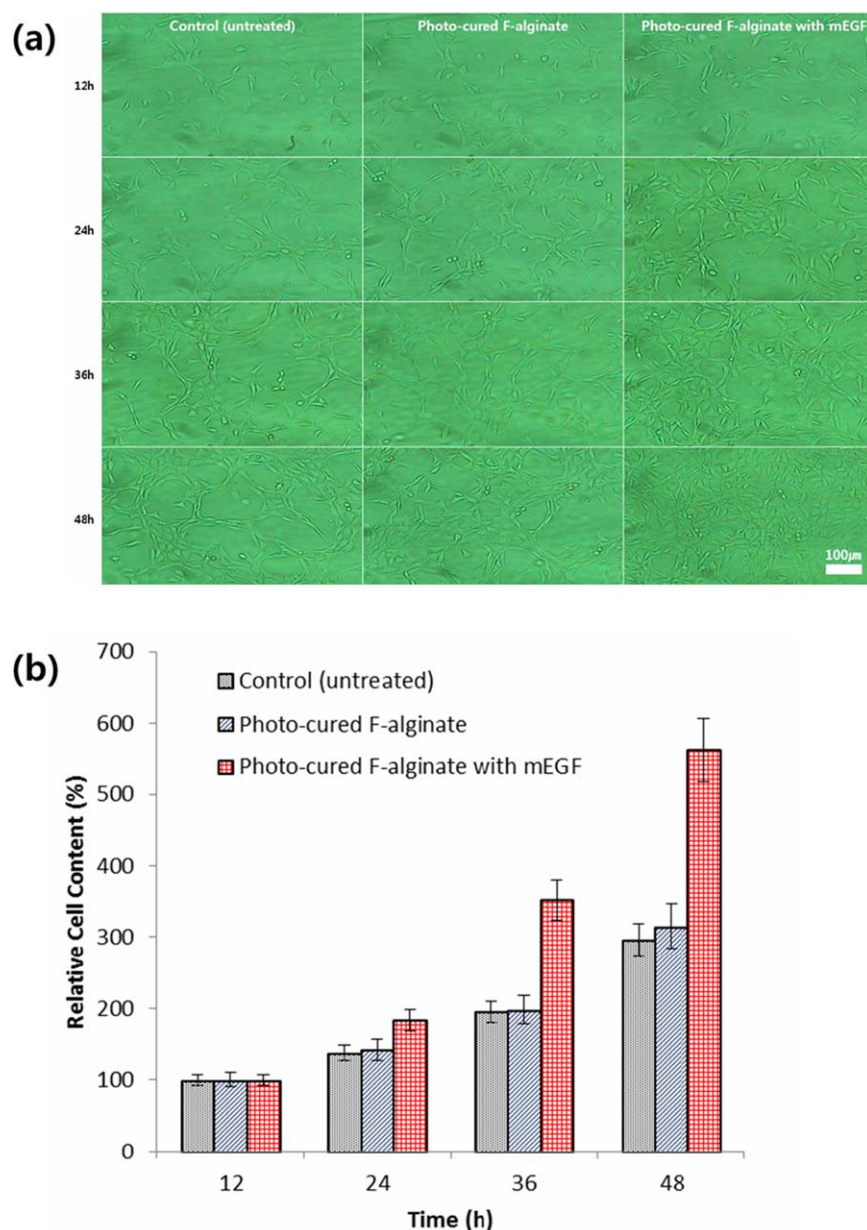 (a)
Control (untreated) Photo-cured F-alginate Photo-cured F-alginate with mEGF
12h
24h
36h
48h
100μm
(b)
700
600
500
400
300
200
100
0
Relative Cell Content (%)
Control (untreated)
Photo-cured F-alginate
Photo-cured F-alginate with mEGF
12 24 36 48
Time (h)